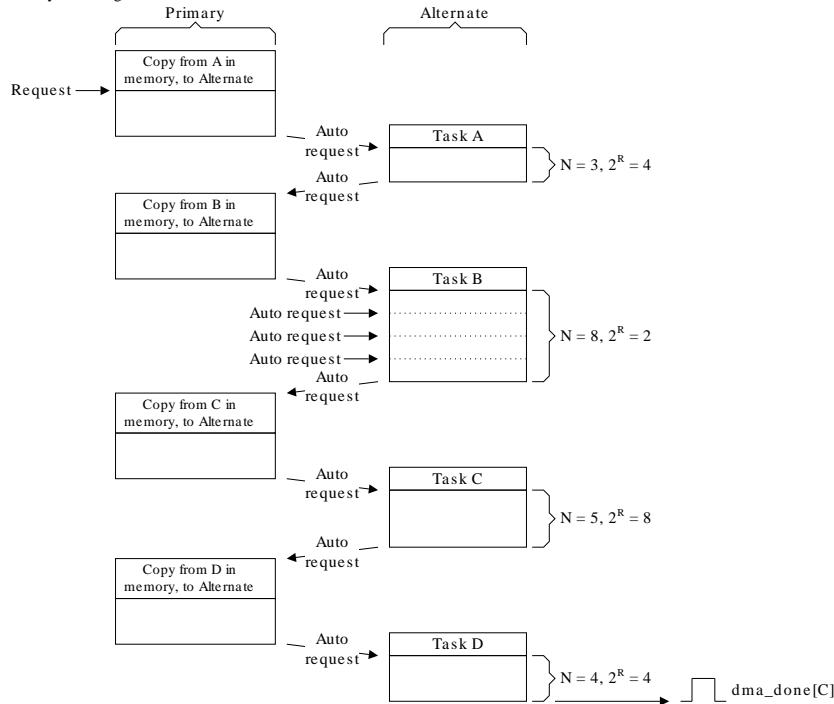 Primary
Alternate
Copy from A in
memory, to Alternate
Request
Auto
request
Task A
N = 3, 2^R = 4
Auto
request
Copy from B in
memory, to Alternate
Auto
request
Task B
Auto request
Auto request
Auto request
N = 8, 2^R = 2
Auto
request
Copy from C in
memory, to Alternate
Auto
request
Task C
N = 5, 2^R = 8
Auto
request
Copy from D in
memory, to Alternate
Auto
request
Task D
N = 4, 2^R = 4
dma_done[C]